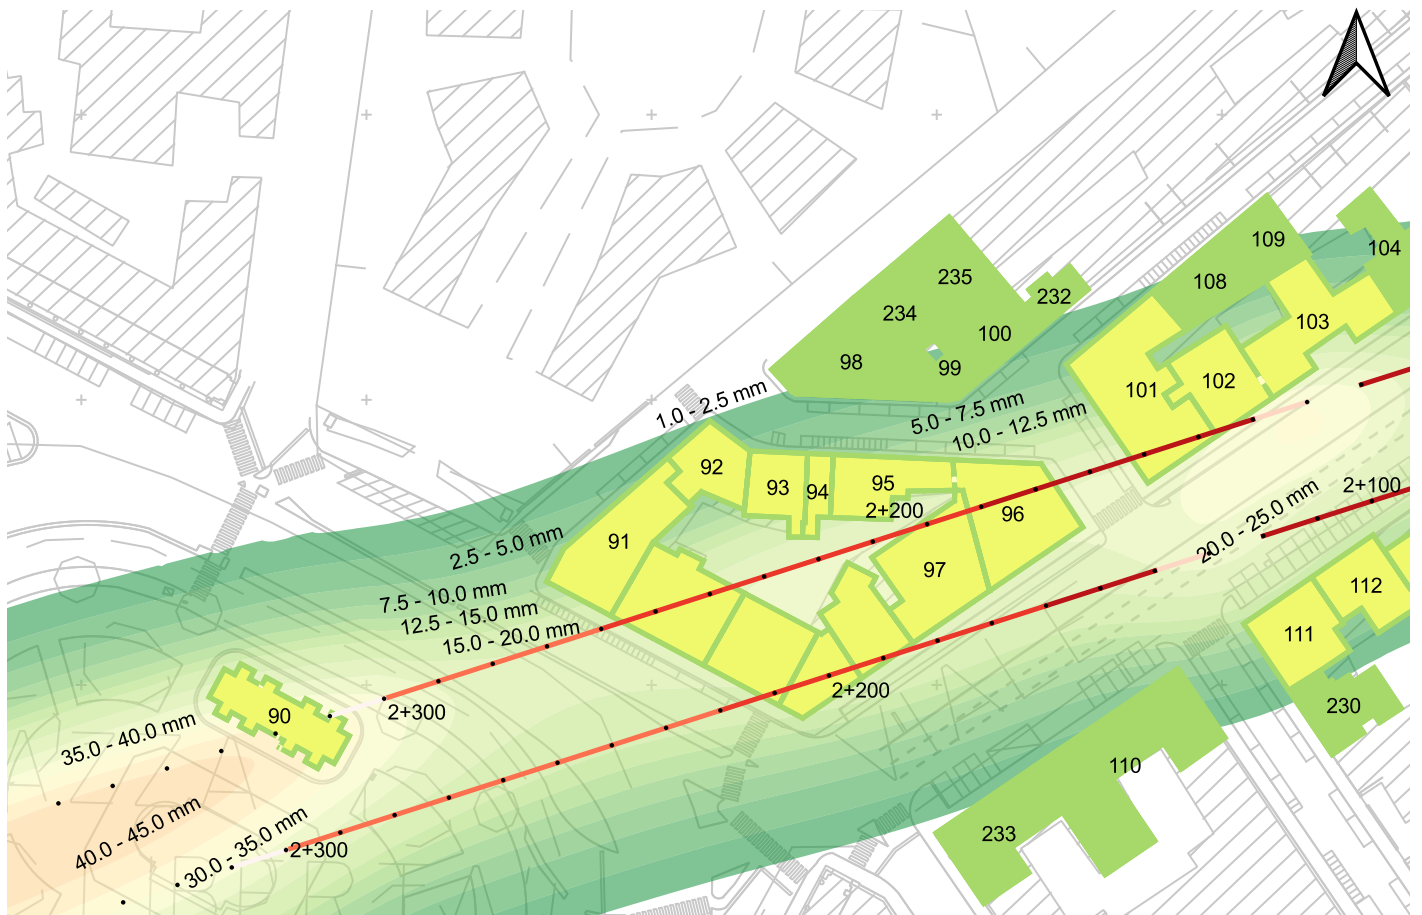 109
104
235
108
232
234
103
100
98
99
102
101
1.0 - 2.5 mm
5.0 - 7.5 mm
10.0 - 12.5 mm
92
93
94
95
2+200
96
2+100
20.0 - 25.0 mm
91
2.5 - 5.0 mm
97
112
7.5 - 10.0 mm
12.5 - 15.0 mm
15.0 - 20.0 mm
111
2+200
230
90
2+300
35.0 - 40.0 mm
110
40.0 - 45.0 mm
233
30.0 - 35.0 mm
2+300